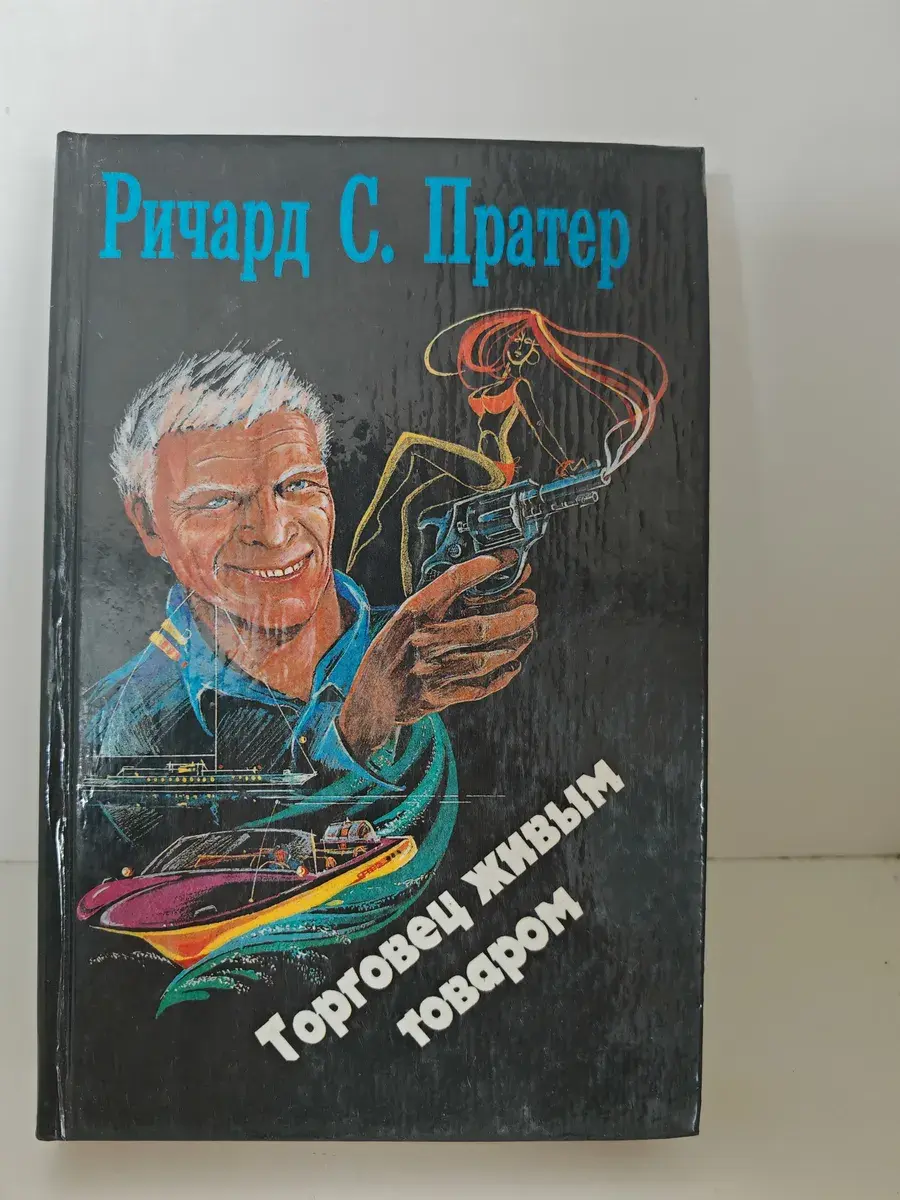 Ричард С. Пратер
Торговец живым
товаром